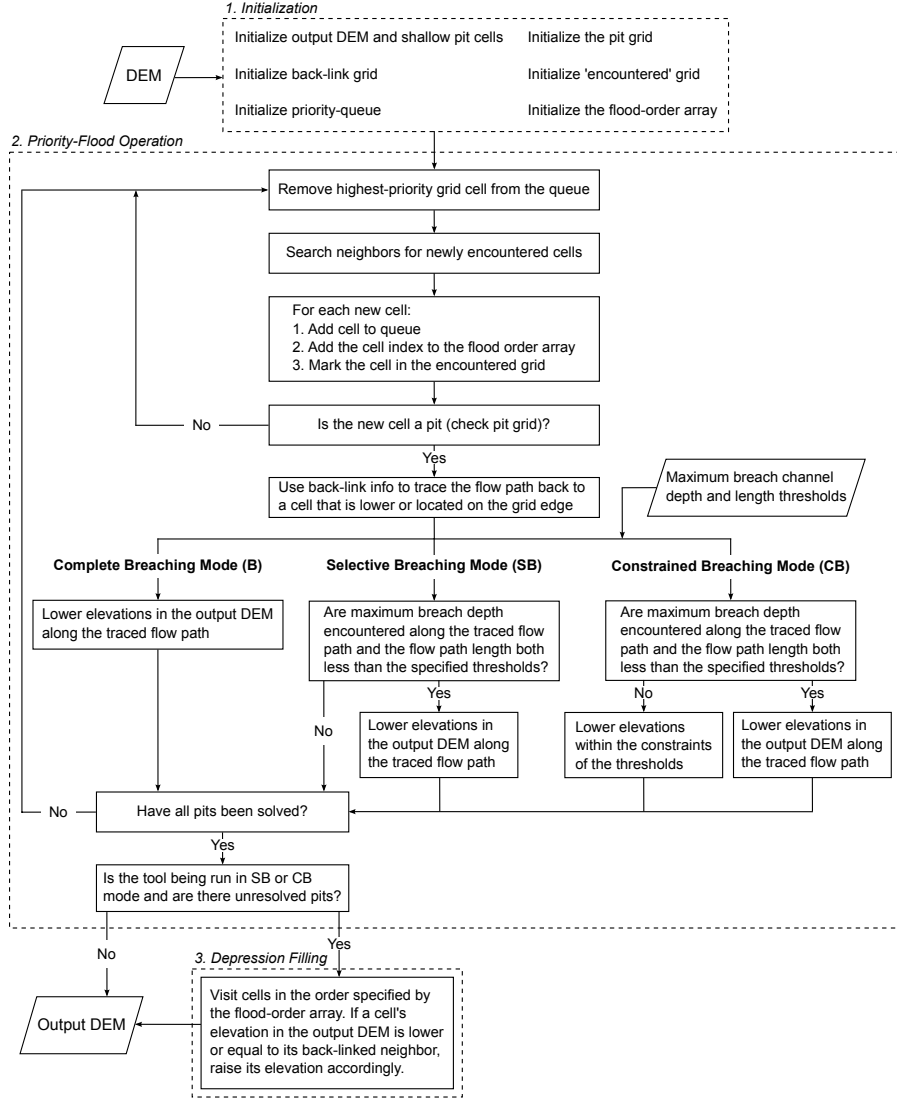 1. Initialization
DEM
Initialize output DEM and shallow pit cells
Initialize the pit grid
Initialize back-link grid
Initialize 'encountered' grid
Initialize priority-queue
Initialize the flood-order array
2. Priority-Flood Operation
Remove highest-priority grid cell from the queue
Search neighbors for newly encountered cells
For each new cell:
1. Add cell to queue
2. Add the cell index to the flood order array
3. Mark the cell in the encountered grid
No
Is the new cell a pit (check pit grid)?
Yes
Use back-link info to trace the flow path back to
a cell that is lower or located on the grid edge
Maximum breach channel
depth and length thresholds
Complete Breaching Mode (B)
Selective Breaching Mode (SB)
Constrained Breaching Mode (CB)
Lower elevations in the output DEM
along the traced flow path
Are maximum breach depth
encountered along the traced flow
path and the flow path length both
less than the specified thresholds?
Are maximum breach depth
encountered along the traced flow
path and the flow path length both
less than the specified thresholds?
Yes
No
Yes
No
Lower elevations in
the output DEM along
the traced flow path
Lower elevations
within the constraints
of the thresholds
Lower elevations in
the output DEM along
the traced flow path
No
Have all pits been solved?
Yes
Is the tool being run in SB or CB
mode and are there unresolved pits?
No
Yes
3. Depression Filling
Visit cells in the order specified by
the flood-order array. If a cell's
elevation in the output DEM is lower
or equal to its back-linked neighbor,
raise its elevation accordingly.
Output DEM